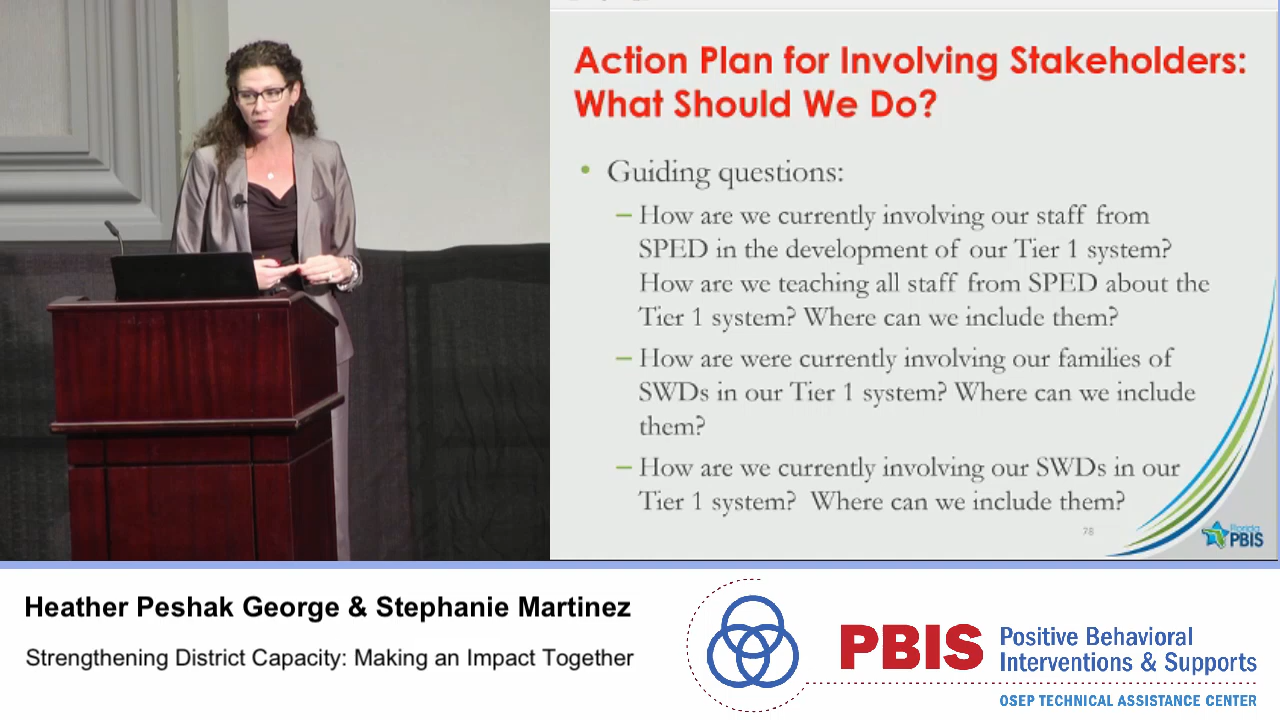 Action Plan for Involving Stakeholders:
What Should We Do?
• Guiding questions:
– How are we currently involving our staff from
SPED in the development of our Tier 1 system?
How are we teaching all staff from SPED about the
Tier 1 system? Where can we include them?
– How are were currently involving our families of
SWDs in our Tier 1 system? Where can we include
them?
– How are we currently involving our SWDs in our
Tier 1 system?  Where can we include them?
78
Florida
PBIS
Heather Peshak George & Stephanie Martinez
Strengthening District Capacity: Making an Impact Together
PBIS
Positive Behavioral
Interventions & Supports
OSEP TECHNICAL ASSISTANCE CENTER